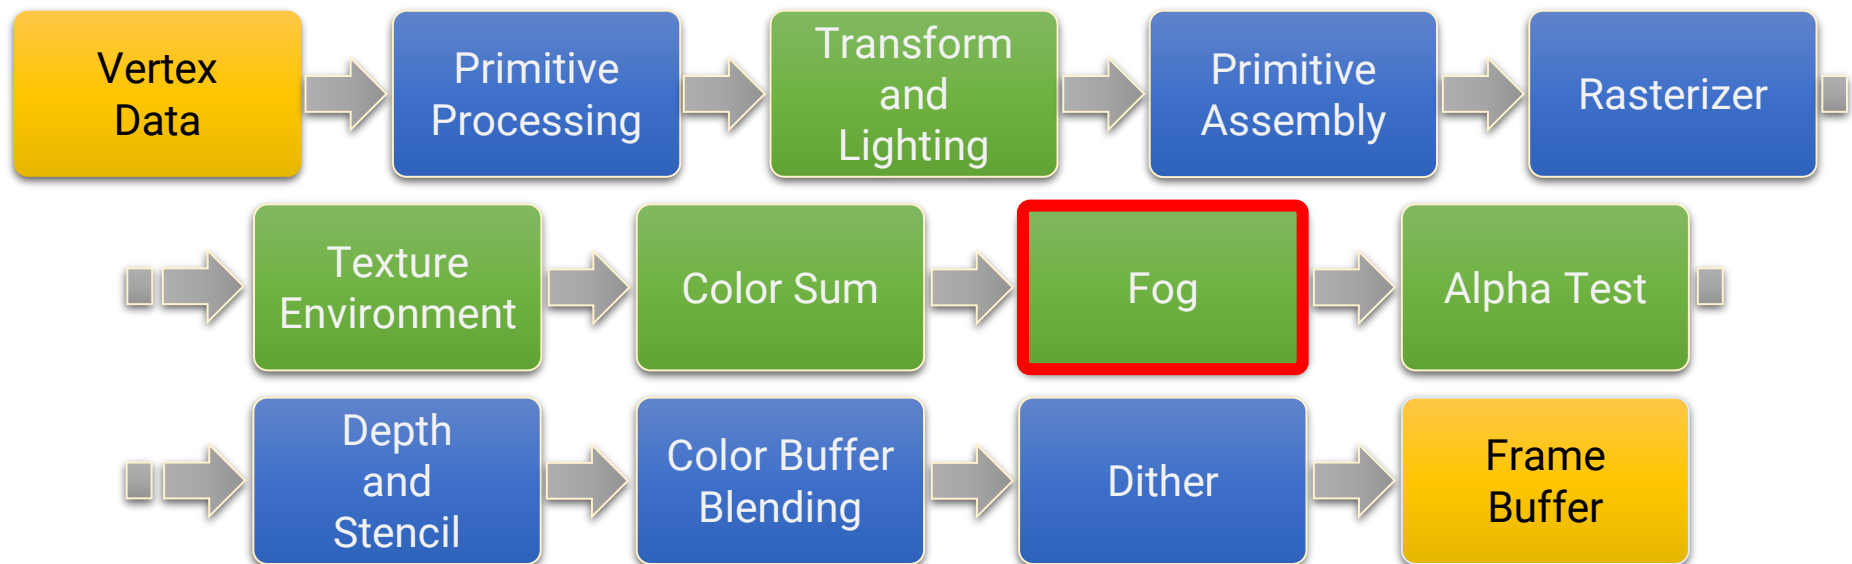 Vertex
Data
Primitive
Processing
Transform
and
Lighting
Primitive
Assembly
Rasterizer
Texture
Environment
Color Sum
Fog
Alpha Test
Depth
and
Stencil
Color Buffer
Blending
Dither
Frame
Buffer